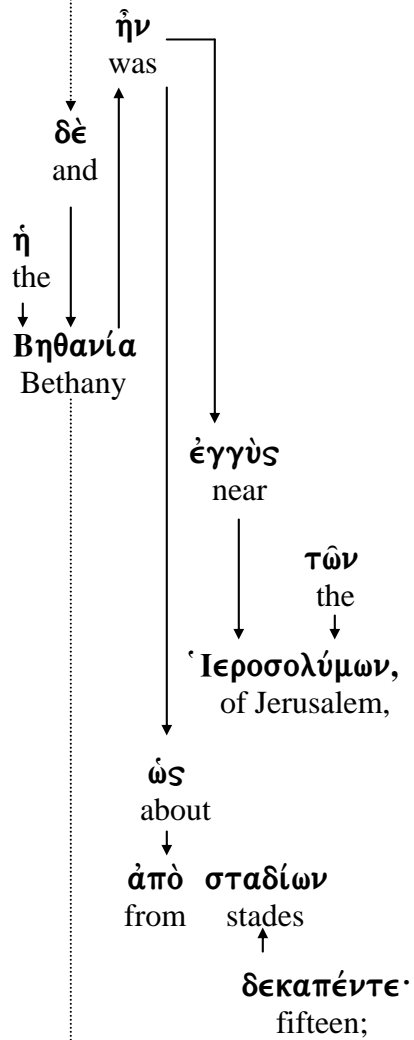 ἦν
was
δὲ
and
ἡ
the
Βηθανία
Bethany
ἐγγὺς
near
τῶν
the
Ἱεροσολύμων,
of Jerusalem,
ὡς
about
ἀπὸ σταδίων
from stades
δεκαπέντε·
fifteen;